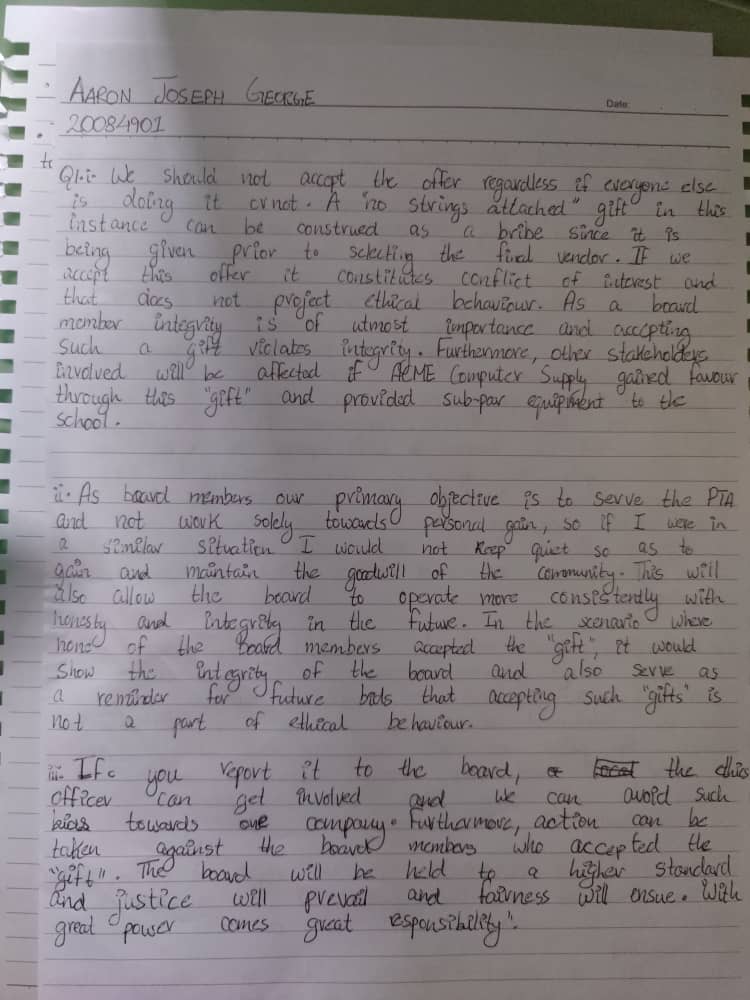 AARON JOSEPH GEORGE
Date:
20084901
Q1.i. We should not accept the offer regardless if everyone else
is doing it or not. A "no strings attached" gift in this
instance can be construed as a bribe since it is
being given prior to selecting the final vendor. If we
accept this offer it constitutes conflict of interest and
that does not project ethical behaviour. As a board
member integrity is of utmost importance and accepting
such a gift violates integrity. Furthermore, other stakeholders
involved will be affected if ACME Computer Supply gained favour
through this "gift" and provided sub-par equipment to the
school.
ii. As board members our primary objective is to serve the PTA
and not work solely towards personal gain, so if I were in
a similar situation I would not keep quiet so as to
gain and maintain the goodwill of the community. This will
also allow the board to operate more consistently with
honesty and integrity in the future. In the scenario where
none of the Board members accepted the "gift", it would
show the integrity of the board and also serve as
a reminder for future bids that accepting such "gifts" is
not a part of ethical behaviour.
iii. If you report it to the board, the ethics
officer can get involved and we can avoid such
bias towards one company. Furthermore, action can be
taken against the board members who accepted the
"gift". The board will be held to a higher standard
and justice will prevail and fairness will ensue. With
great power comes great responsibility".